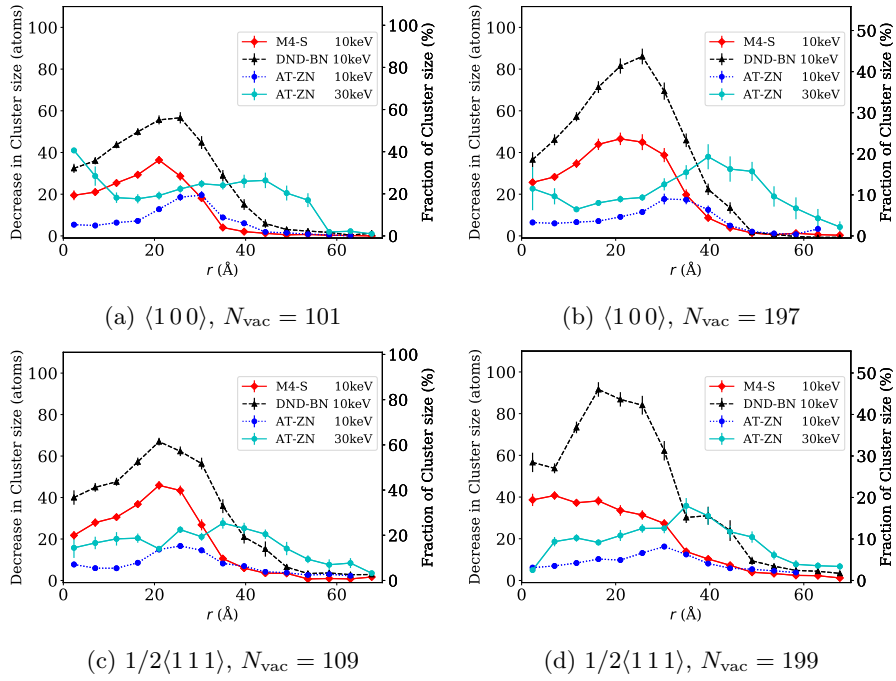 Decrease in Cluster size (atoms)
100
80
60
40
20
0
0 20 40 60
r (Å)
100
80
60
40
20
0
Fraction of Cluster size (%)
M4-S 10keV
DND-BN 10keV
AT-ZN 10keV
AT-ZN 30keV
(a) ⟨1 0 0⟩, N_vac = 101
Decrease in Cluster size (atoms)
100
80
60
40
20
0
0 20 40 60
r (Å)
50
40
30
20
10
0
Fraction of Cluster size (%)
M4-S 10keV
DND-BN 10keV
AT-ZN 10keV
AT-ZN 30keV
(b) ⟨1 0 0⟩, N_vac = 197
Decrease in Cluster size (atoms)
100
80
60
40
20
0
0 20 40 60
r (Å)
100
80
60
40
20
0
Fraction of Cluster size (%)
M4-S 10keV
DND-BN 10keV
AT-ZN 10keV
AT-ZN 30keV
(c) 1/2⟨1 1 1⟩, N_vac = 109
Decrease in Cluster size (atoms)
100
80
60
40
20
0
0 20 40 60
r (Å)
50
40
30
20
10
0
Fraction of Cluster size (%)
M4-S 10keV
DND-BN 10keV
AT-ZN 10keV
AT-ZN 30keV
(d) 1/2⟨1 1 1⟩, N_vac = 199